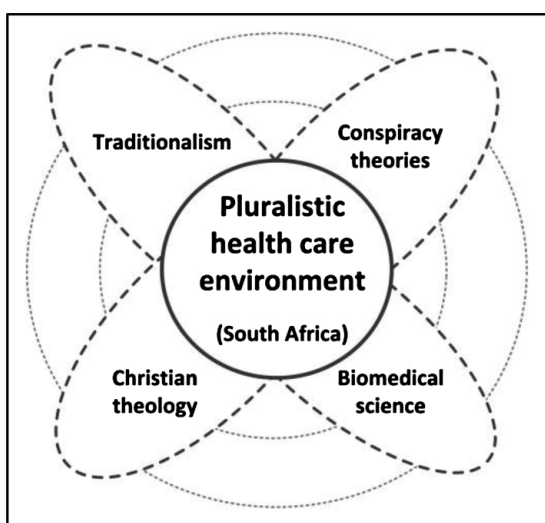 Traditionalism
Conspiracy
theories
Pluralistic
health care
environment
(South Africa)
Christian
theology
Biomedical
science